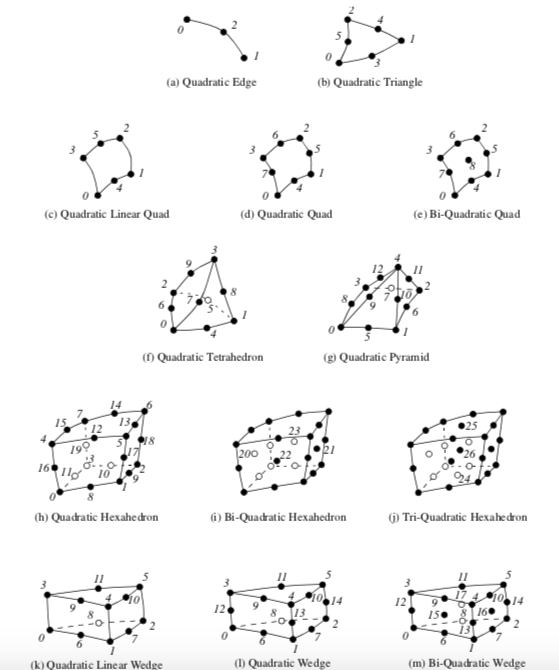 0 2 1
2 4 5 1 0 3
(a) Quadratic Edge (b) Quadratic Triangle
5 2 3 1 4 0
6 2 3 5 7 1 4 0
6 2 3 5 8 7 1 4 0
(c) Quadratic Linear Quad (d) Quadratic Quad (e) Bi-Quadratic Quad
3 9 2 7 8 6 5 0 1 4
4 12 11 3 2 8 7 10 9 6 0 5 1
(f) Quadratic Tetrahedron (g) Quadratic Pyramid
14 6 7 15 12 13 4 19 5 18 3 17 16 11 10 2 9 0 8 1
23 20 22 21
25 26 24
(h) Quadratic Hexahedron (i) Bi-Quadratic Hexahedron (j) Tri-Quadratic Hexahedron
11 5 3 9 4 10 8 2 0 6 7 1
11 5 3 9 10 14 12 4 8 13 2 0 6 7 1
11 5 3 17 4 10 14 12 9 15 8 16 2 0 13 6 7 1
(k) Quadratic Linear Wedge (l) Quadratic Wedge (m) Bi-Quadratic Wedge